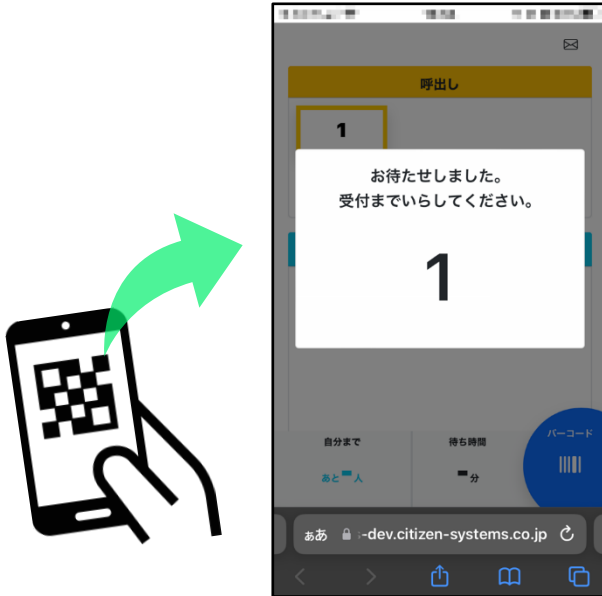 呼出し
1
お待たせしました。
受付までいらしてください。
1
自分まで
待ち時間
バーコード
あと
人
分
ぁあ
-dev.citizen-systems.co.jp